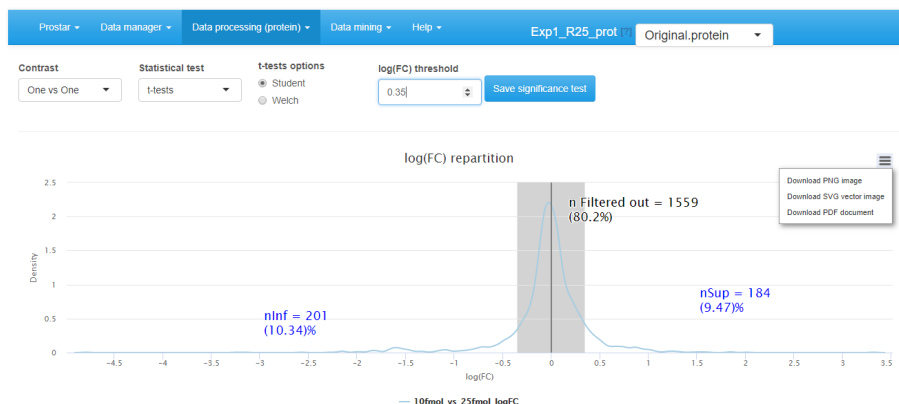 Prostar Data manager Data processing (protein) Data mining Help Exp1_R25_prot [?] Original.protein
Contrast Statistical test t-tests options log(FC) threshold
One vs One t-tests Student 0.35 Save significance test
Welch
log(FC) repartition
Download PNG image
Download SVG vector image
Download PDF document
n Filtered out = 1559
(80.2%)
nSup = 184
(9.47)%
nInf = 201
(10.34)%
Density
2.5
2
1.5
1
0.5
0
-4.5 -4 -3.5 -3 -2.5 -2 -1.5 -1 -0.5 0 0.5 1 1.5 2 2.5 3 3.5
log(FC)
10fmol_vs_25fmol_logFC